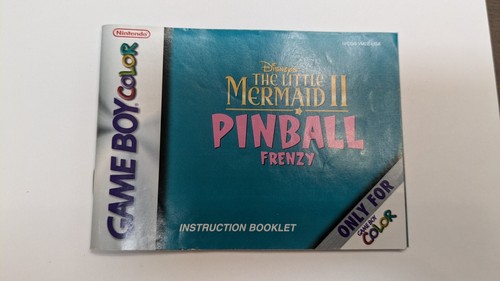 Nintendo
GAME BOY COLOR
Disney's
THE LITTLE
MERMAID II
PINBALL
FRENZY
INSTRUCTION BOOKLET
ONLY FOR
GAME BOY
COLOR